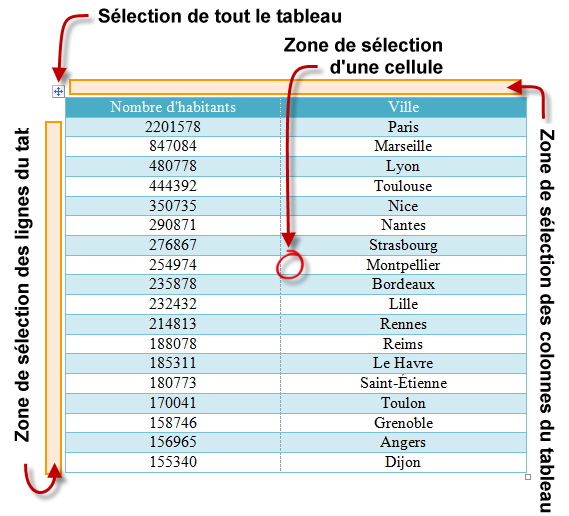 Sélection de tout le tableau
Zone de sélection
d'une cellule
Nombre d'habitants Ville
2201578 Paris
847084 Marseille
480778 Lyon
444392 Toulouse
350735 Nice
290871 Nantes
276867 Strasbourg
254974 Montpellier
235878 Bordeaux
232432 Lille
214813 Rennes
188078 Reims
185311 Le Havre
180773 Saint-Étienne
170041 Toulon
158746 Grenoble
156965 Angers
155340 Dijon
Zone de sélection des lignes du tat
Zone de sélection des colonnes du tableau